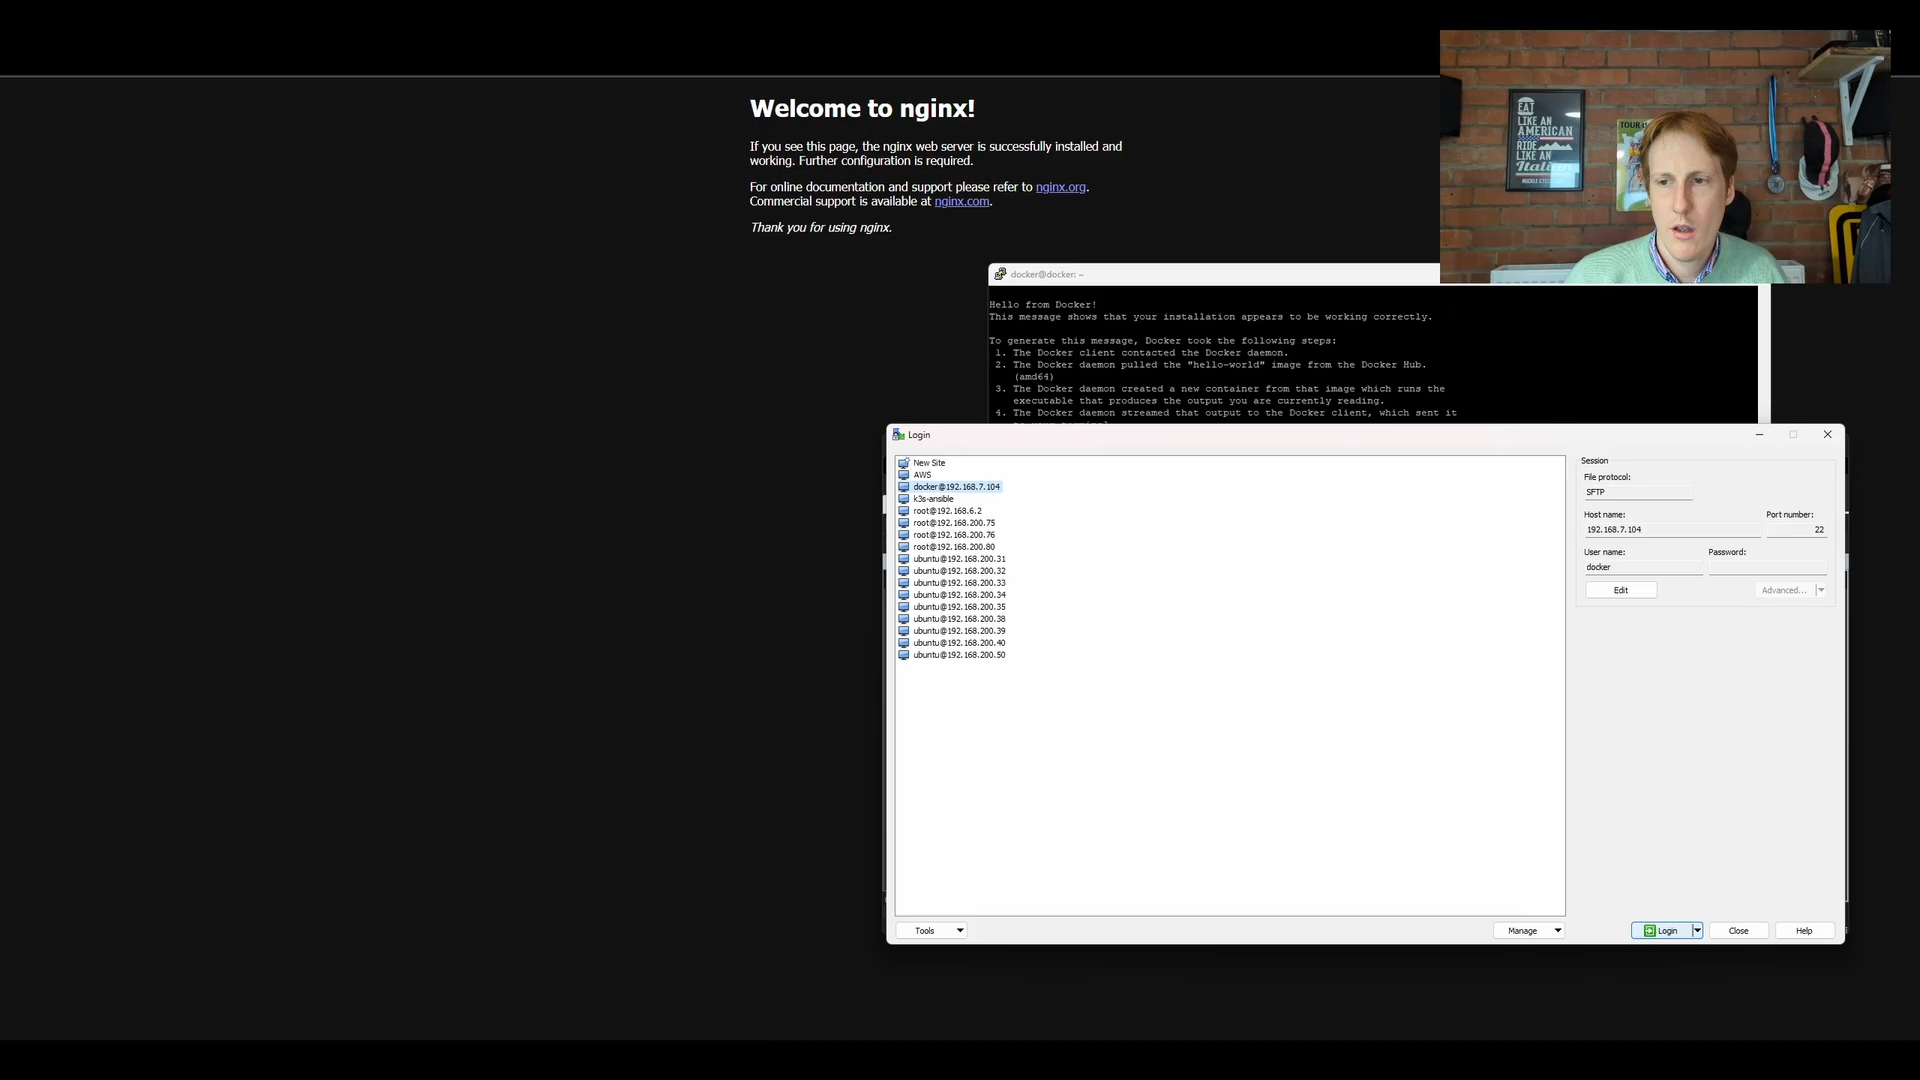 Welcome to nginx!
If you see this page, the nginx web server is successfully installed and
working. Further configuration is required.
For online documentation and support please refer to nginx.org.
Commercial support is available at nginx.com.
Thank you for using nginx.
EAT
LIKE AN
AMERICAN
RIDE
LIKE AN
Italian
TOUR
docker@docker: ~
Hello from Docker!
This message shows that your installation appears to be working correctly.
To generate this message, Docker took the following steps:
1. The Docker client contacted the Docker daemon.
2. The Docker daemon pulled the "hello-world" image from the Docker Hub.
(amd64)
3. The Docker daemon created a new container from that image which runs the
executable that produces the output you are currently reading.
4. The Docker daemon streamed that output to the Docker client, which sent it
Login
New Site
AWS
docker@192.168.7.104
k3s-ansible
root@192.168.6.2
root@192.168.200.75
root@192.168.200.76
root@192.168.200.80
ubuntu@192.168.200.31
ubuntu@192.168.200.32
ubuntu@192.168.200.33
ubuntu@192.168.200.34
ubuntu@192.168.200.35
ubuntu@192.168.200.38
ubuntu@192.168.200.39
ubuntu@192.168.200.40
ubuntu@192.168.200.50
Session
File protocol:
SFTP
Host name:
Port number:
192.168.7.104
22
User name:
Password:
docker
Edit
Advanced...
Tools
Manage
Login
Close
Help